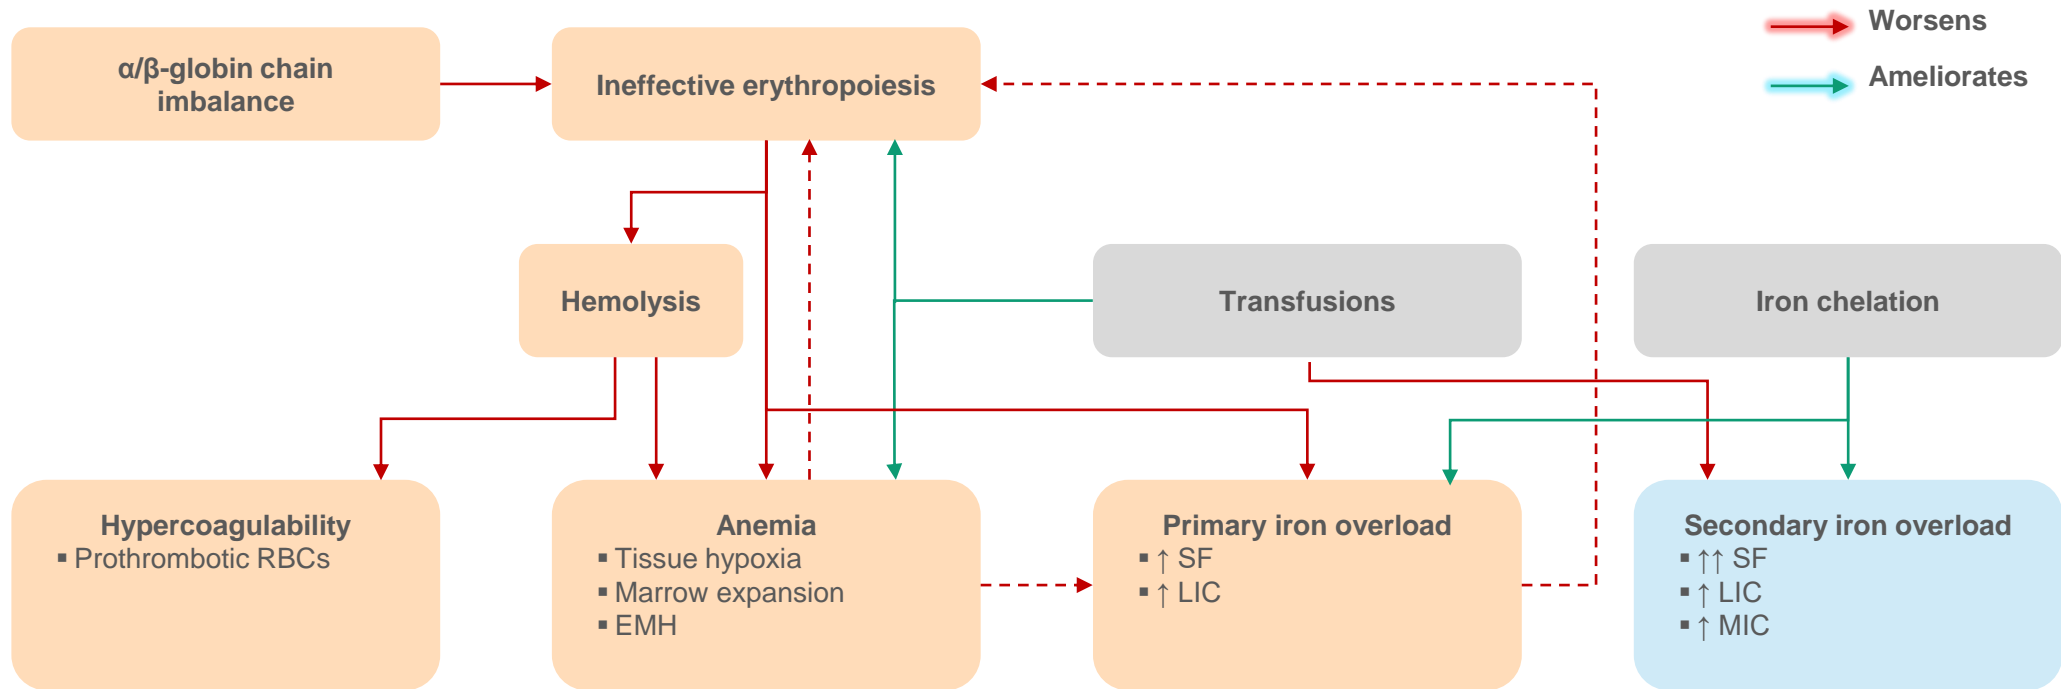 Worsens
Ameliorates
α/β-globin chain
imbalance
Ineffective erythropoiesis
Hemolysis
Transfusions
Iron chelation
Hypercoagulability
▪ Prothrombotic RBCs
Anemia
▪ Tissue hypoxia
▪ Marrow expansion
▪ EMH
Primary iron overload
▪ ↑ SF
▪ ↑ LIC
Secondary iron overload
▪ ↑↑ SF
▪ ↑ LIC
▪ ↑ MIC